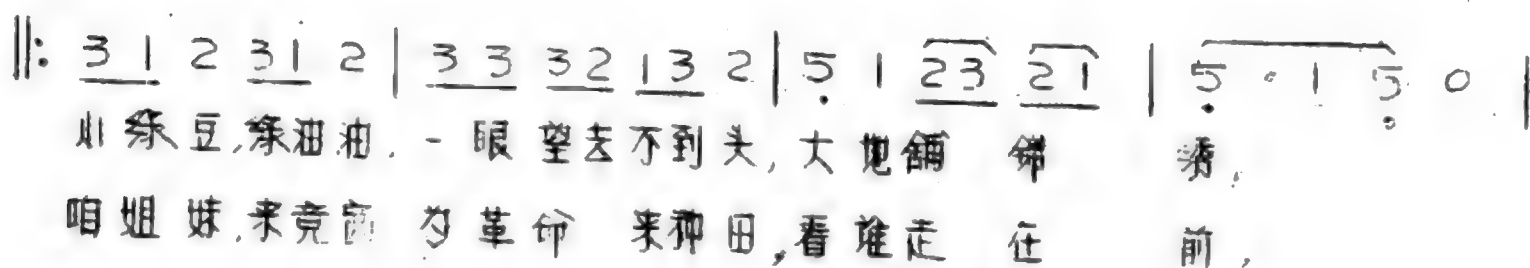 ‖: 3 1 2 3 1 2 | 3 3 3 2 1 3 2 | 5 1 2 3 2 1 | 5 · 1 5 0 |
小绿豆,绿油油,一眼望去不到头,大地铺锦绣,
咱姐妹,来竞赛 为革命 来种田,看谁走在前,